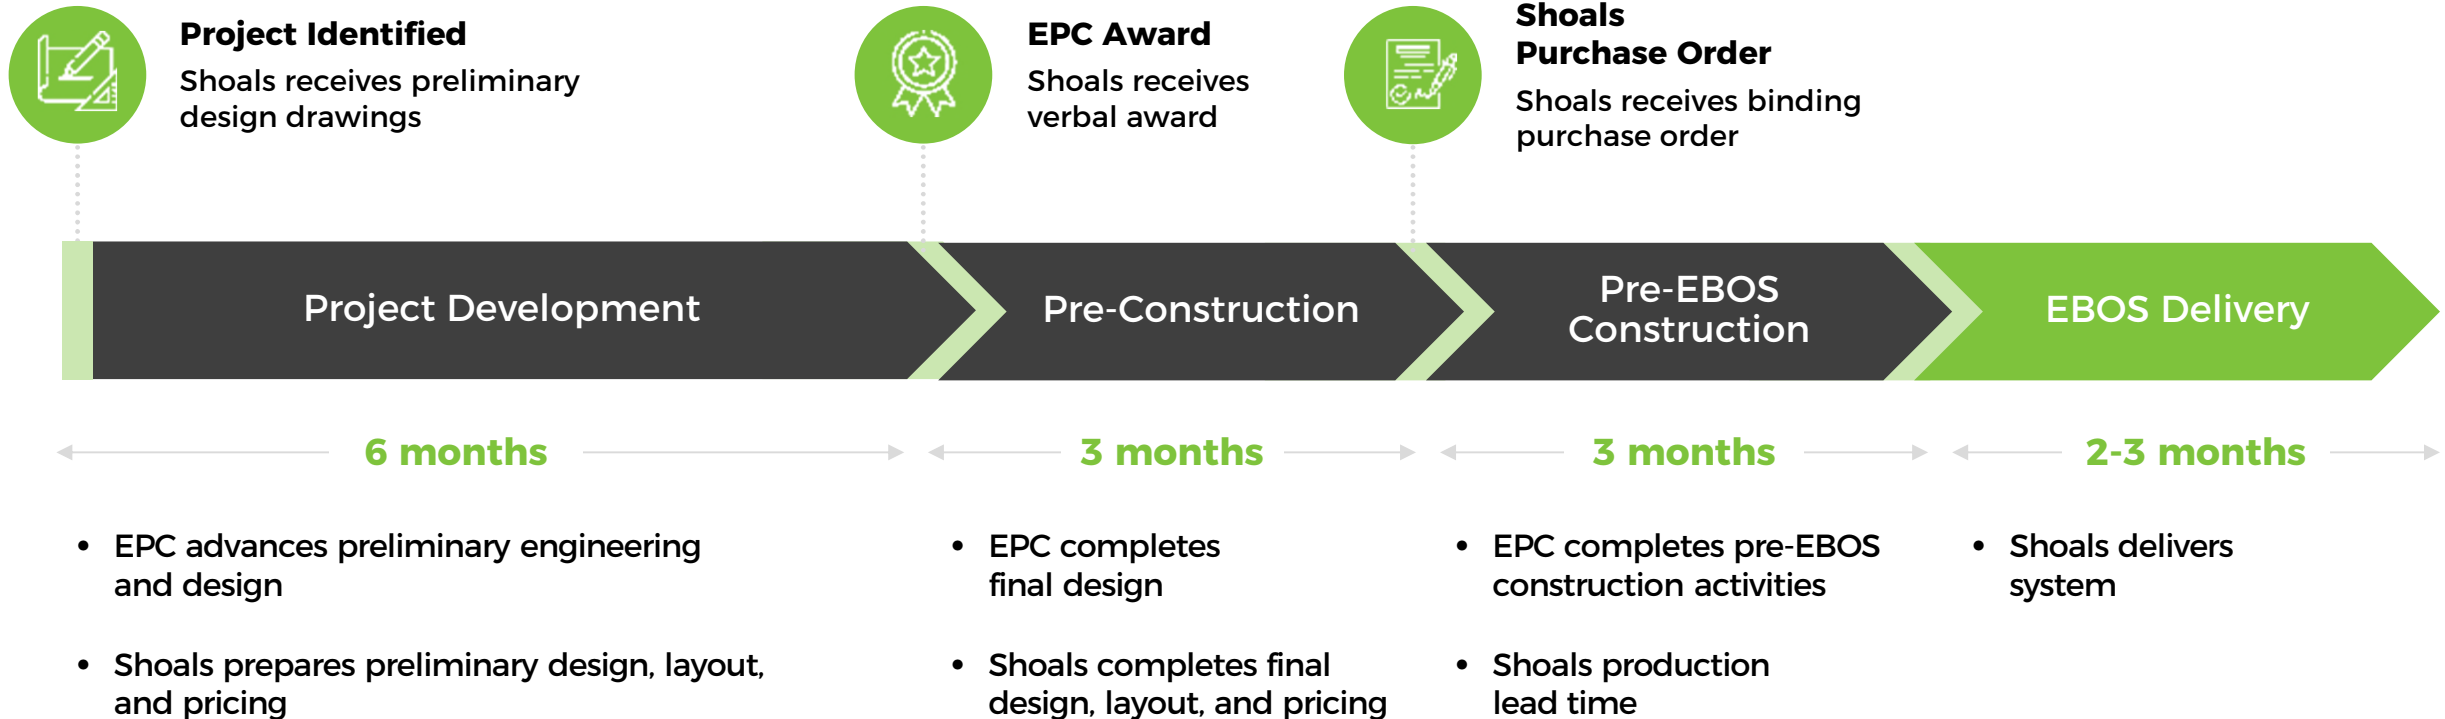 Project Identified
Shoals receives preliminary
design drawings
EPC Award
Shoals receives
verbal award
Shoals
Purchase Order
Shoals receives binding
purchase order
Project Development
Pre-Construction
Pre-EBOS
Construction
EBOS Delivery
6 months
3 months
3 months
2-3 months
• EPC advances preliminary engineering
and design
• Shoals prepares preliminary design, layout,
and pricing
• EPC completes
final design
• Shoals completes final
design, layout, and pricing
• EPC completes pre-EBOS
construction activities
• Shoals production
lead time
• Shoals delivers
system